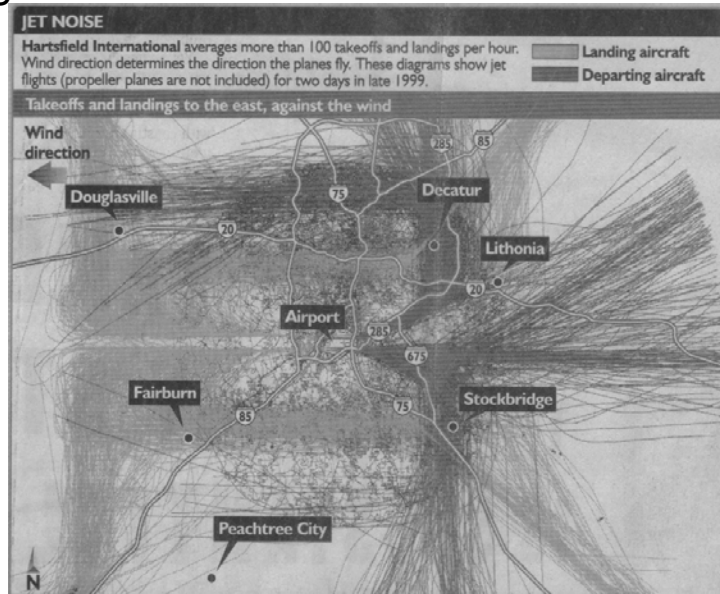 JET NOISE
Hartsfield International averages more than 100 takeoffs and landings per hour.
Wind direction determines the direction the planes fly. These diagrams show jet
flights (propeller planes are not included) for two days in late 1999.
Landing aircraft
Departing aircraft
Takeoffs and landings to the east, against the wind
Wind
direction
285
85
75
Decatur
Douglasville
20
Lithonia
20
Airport
285
675
Fairburn
85
75
Stockbridge
Peachtree City
N